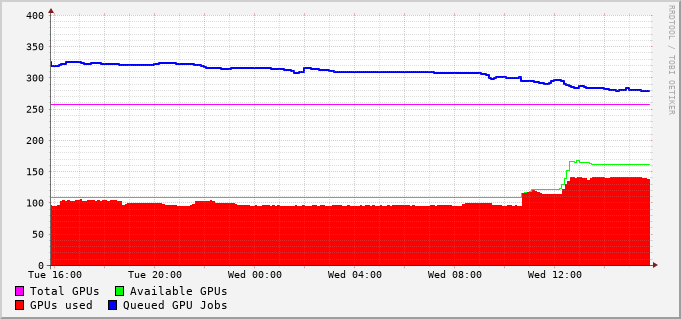 400
350
300
250
200
150
100
50
0
Tue 16:00 Tue 20:00 Wed 00:00 Wed 04:00 Wed 08:00 Wed 12:00
Total GPUs Available GPUs
GPUs used Queued GPU Jobs
RRDTOOL / TOBI OETIKER